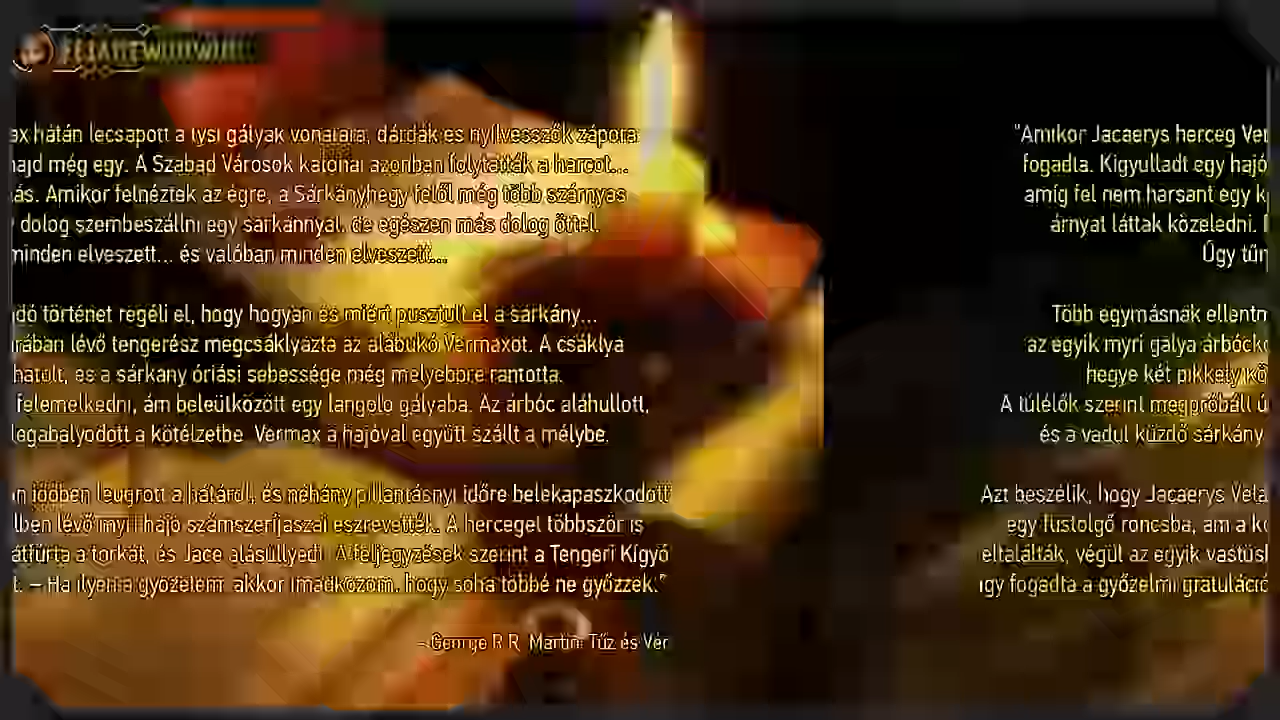 ax hátán lecsapott a lysi gályák vonalára, dárdák és nyílvesszők zápora
najd még egy. A Szabad Városok katonái azonban folytatták a harcot...
ás. Amikor felnéztek az égre, a Sárkányhegy felől még több szárnyas
dolog szembeszállni egy sárkánnyal, de egészen más dolog öttel.
minden elveszett... és valóban minden elveszett...
dó történet regéli el, hogy hogyan és miért pusztult el a sárkány...
rában lévő tengerész megcsáklyázta az alábukó Vermaxot. A csáklya
hatolt, és a sárkány óriási sebessége még mélyebbre rántotta.
felemelkedni, ám beleütközött egy lángoló gályába. Az árbóc aláhullott,
legabalyodott a kötélzetbe. Vermax a hajóval együtt szállt a mélybe.
n időben leugrott a hátáról, és néhány pillantásnyi időre belekapaszkodott
lben lévő myri hajó számszeríjászai észrevették. A herceget többször is
átfúrta a torkát, és Jace alásüllyedt. A feljegyzések szerint a Tengeri Kígyó
t. – Ha ilyen a győzelem, akkor imádkozom, hogy soha többé ne győzzek."
– George R.R. Martin: Tűz és Vér
"Amikor Jacaerys herceg Ver
fogadta. Kigyulladt egy hajó
amíg fel nem harsant egy k
árnyat láttak közeledni.
Úgy tűn
Több egymásnak ellentm
az egyik myri gálya árbóck
hegye két pikkely kö
A túlélők szerint megpróbált ú
és a vadul küzdő sárkány
Azt beszélik, hogy Jacaerys Vela
egy füstölgő roncsba, ám a k
eltalálták, végül az egyik vastüsk
így fogadta a győzelmi gratuláció